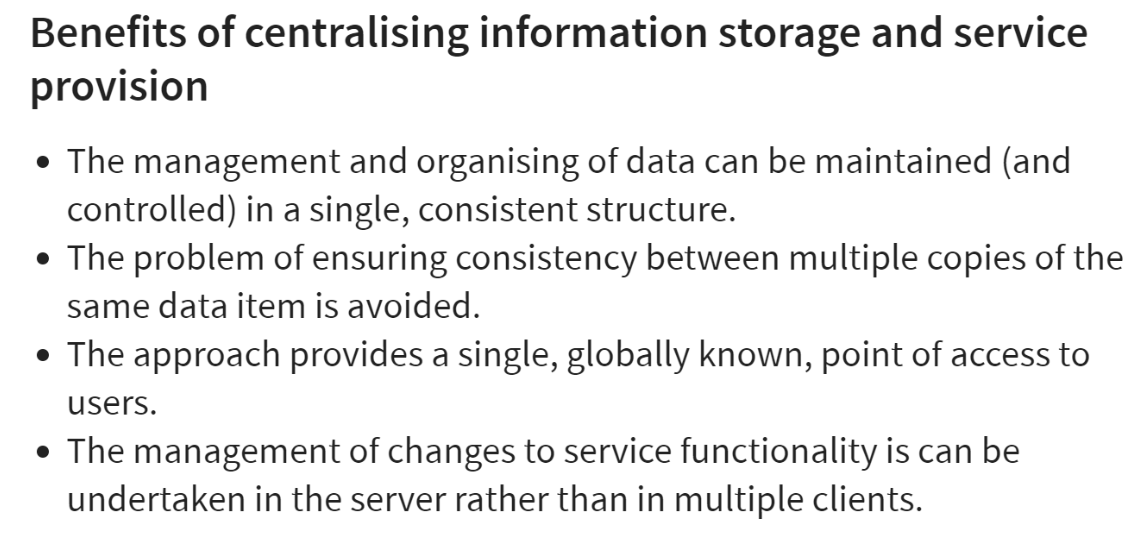 Benefits of centralising information storage and service
provision
• The management and organising of data can be maintained (and
controlled) in a single, consistent structure.
• The problem of ensuring consistency between multiple copies of the
same data item is avoided.
• The approach provides a single, globally known, point of access to
users.
• The management of changes to service functionality is can be
undertaken in the server rather than in multiple clients.